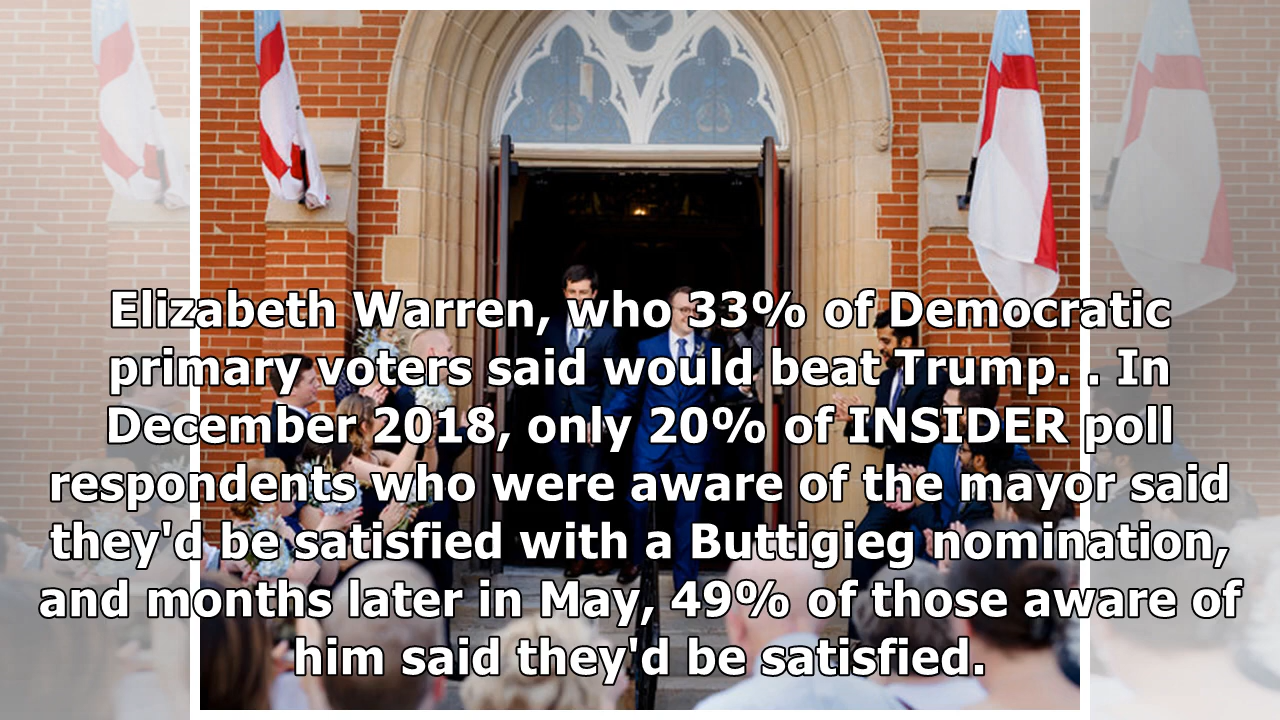 Elizabeth Warren, who 33% of Democratic
primary voters said would beat Trump. . In
December 2018, only 20% of INSIDER poll
respondents who were aware of the mayor said
they'd be satisfied with a Buttigieg nomination,
and months later in May, 49% of those aware of
him said they'd be satisfied.